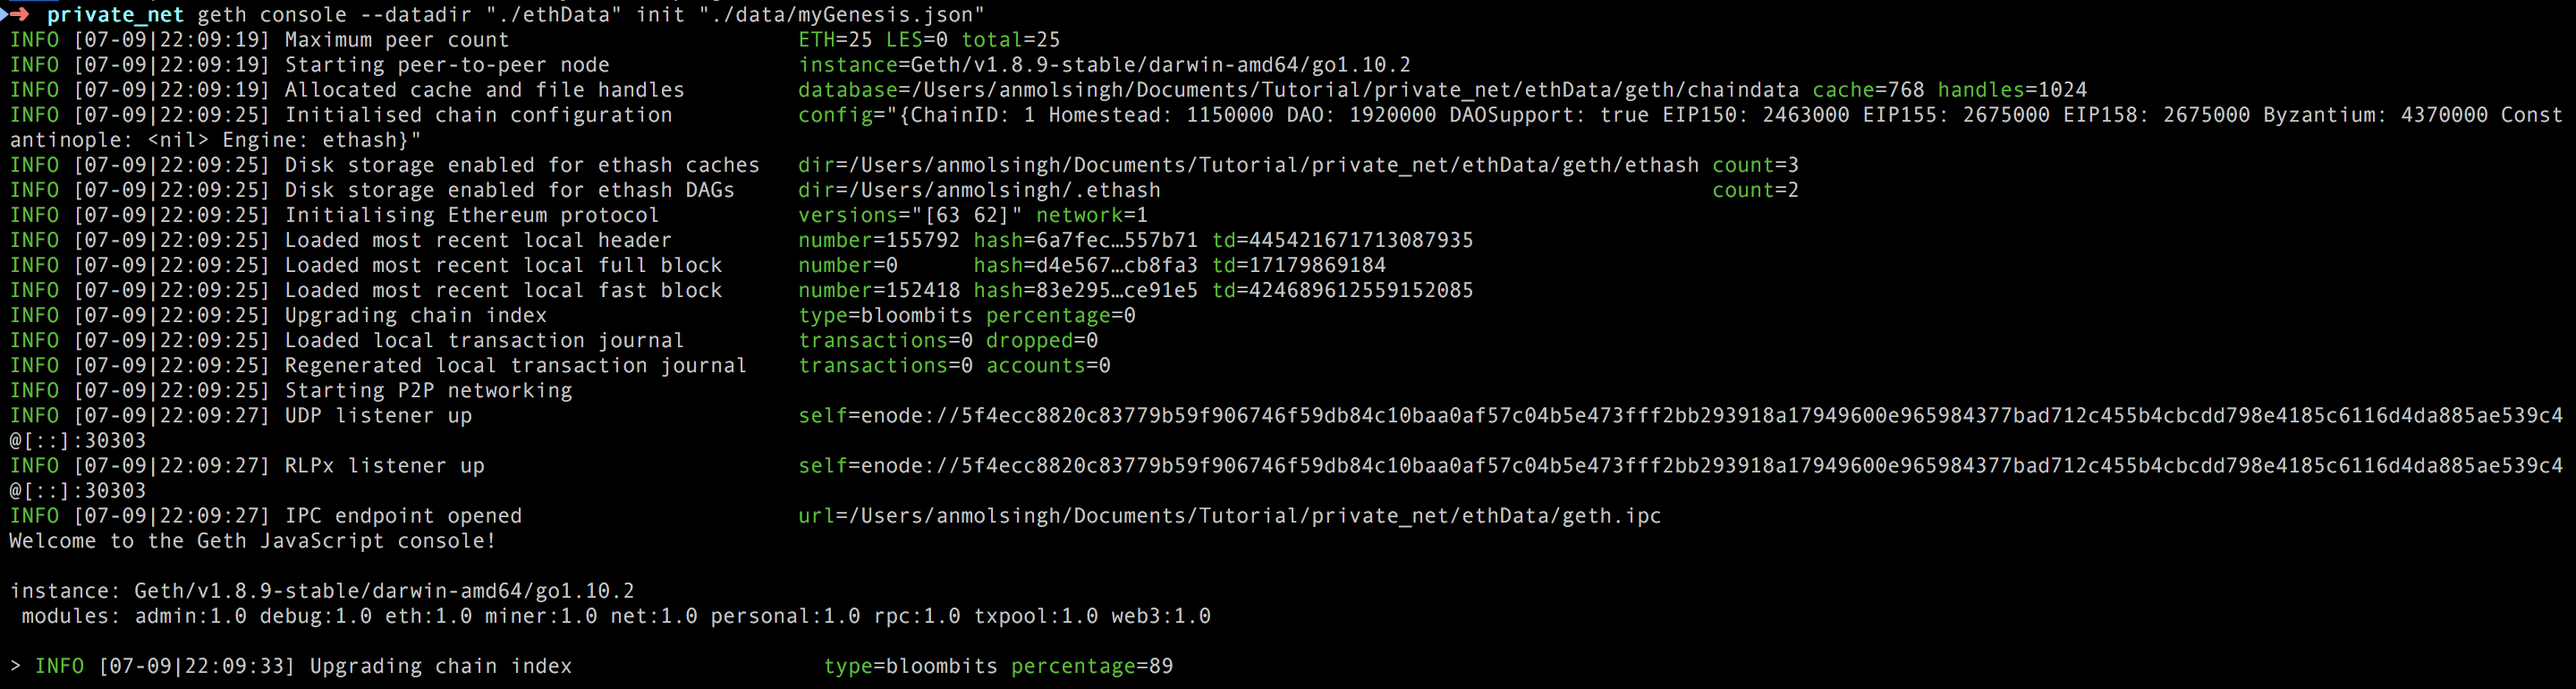 ➜ private_net geth console --datadir "./ethData" init "./data/myGenesis.json"
INFO [07-09|22:09:19] Maximum peer count ETH=25 LES=0 total=25
INFO [07-09|22:09:19] Starting peer-to-peer node instance=Geth/v1.8.9-stable/darwin-amd64/go1.10.2
INFO [07-09|22:09:19] Allocated cache and file handles database=/Users/anmolsingh/Documents/Tutorial/private_net/ethData/geth/chaindata cache=768 handles=1024
INFO [07-09|22:09:25] Initialised chain configuration config="{ChainID: 1 Homestead: 1150000 DAO: 1920000 DAOSupport: true EIP150: 2463000 EIP155: 2675000 EIP158: 2675000 Byzantium: 4370000 Const
antinople: <nil> Engine: ethash}"
INFO [07-09|22:09:25] Disk storage enabled for ethash caches dir=/Users/anmolsingh/Documents/Tutorial/private_net/ethData/geth/ethash count=3
INFO [07-09|22:09:25] Disk storage enabled for ethash DAGs dir=/Users/anmolsingh/.ethash count=2
INFO [07-09|22:09:25] Initialising Ethereum protocol versions="[63 62]" network=1
INFO [07-09|22:09:25] Loaded most recent local header number=155792 hash=6a7fec…557b71 td=445421671713087935
INFO [07-09|22:09:25] Loaded most recent local full block number=0 hash=d4e567…cb8fa3 td=17179869184
INFO [07-09|22:09:25] Loaded most recent local fast block number=152418 hash=83e295…ce91e5 td=424689612559152085
INFO [07-09|22:09:25] Upgrading chain index type=bloombits percentage=0
INFO [07-09|22:09:25] Loaded local transaction journal transactions=0 dropped=0
INFO [07-09|22:09:25] Regenerated local transaction journal transactions=0 accounts=0
INFO [07-09|22:09:25] Starting P2P networking
INFO [07-09|22:09:27] UDP listener up self=enode://5f4ecc8820c83779b59f906746f59db84c10baa0af57c04b5e473fff2bb293918a17949600e965984377bad712c455b4cbcdd798e4185c6116d4da885ae539c4
@[::]:30303
INFO [07-09|22:09:27] RLPx listener up self=enode://5f4ecc8820c83779b59f906746f59db84c10baa0af57c04b5e473fff2bb293918a17949600e965984377bad712c455b4cbcdd798e4185c6116d4da885ae539c4
@[::]:30303
INFO [07-09|22:09:27] IPC endpoint opened url=/Users/anmolsingh/Documents/Tutorial/private_net/ethData/geth.ipc
Welcome to the Geth JavaScript console!
instance: Geth/v1.8.9-stable/darwin-amd64/go1.10.2
modules: admin:1.0 debug:1.0 eth:1.0 miner:1.0 net:1.0 personal:1.0 rpc:1.0 txpool:1.0 web3:1.0
> INFO [07-09|22:09:33] Upgrading chain index type=bloombits percentage=89